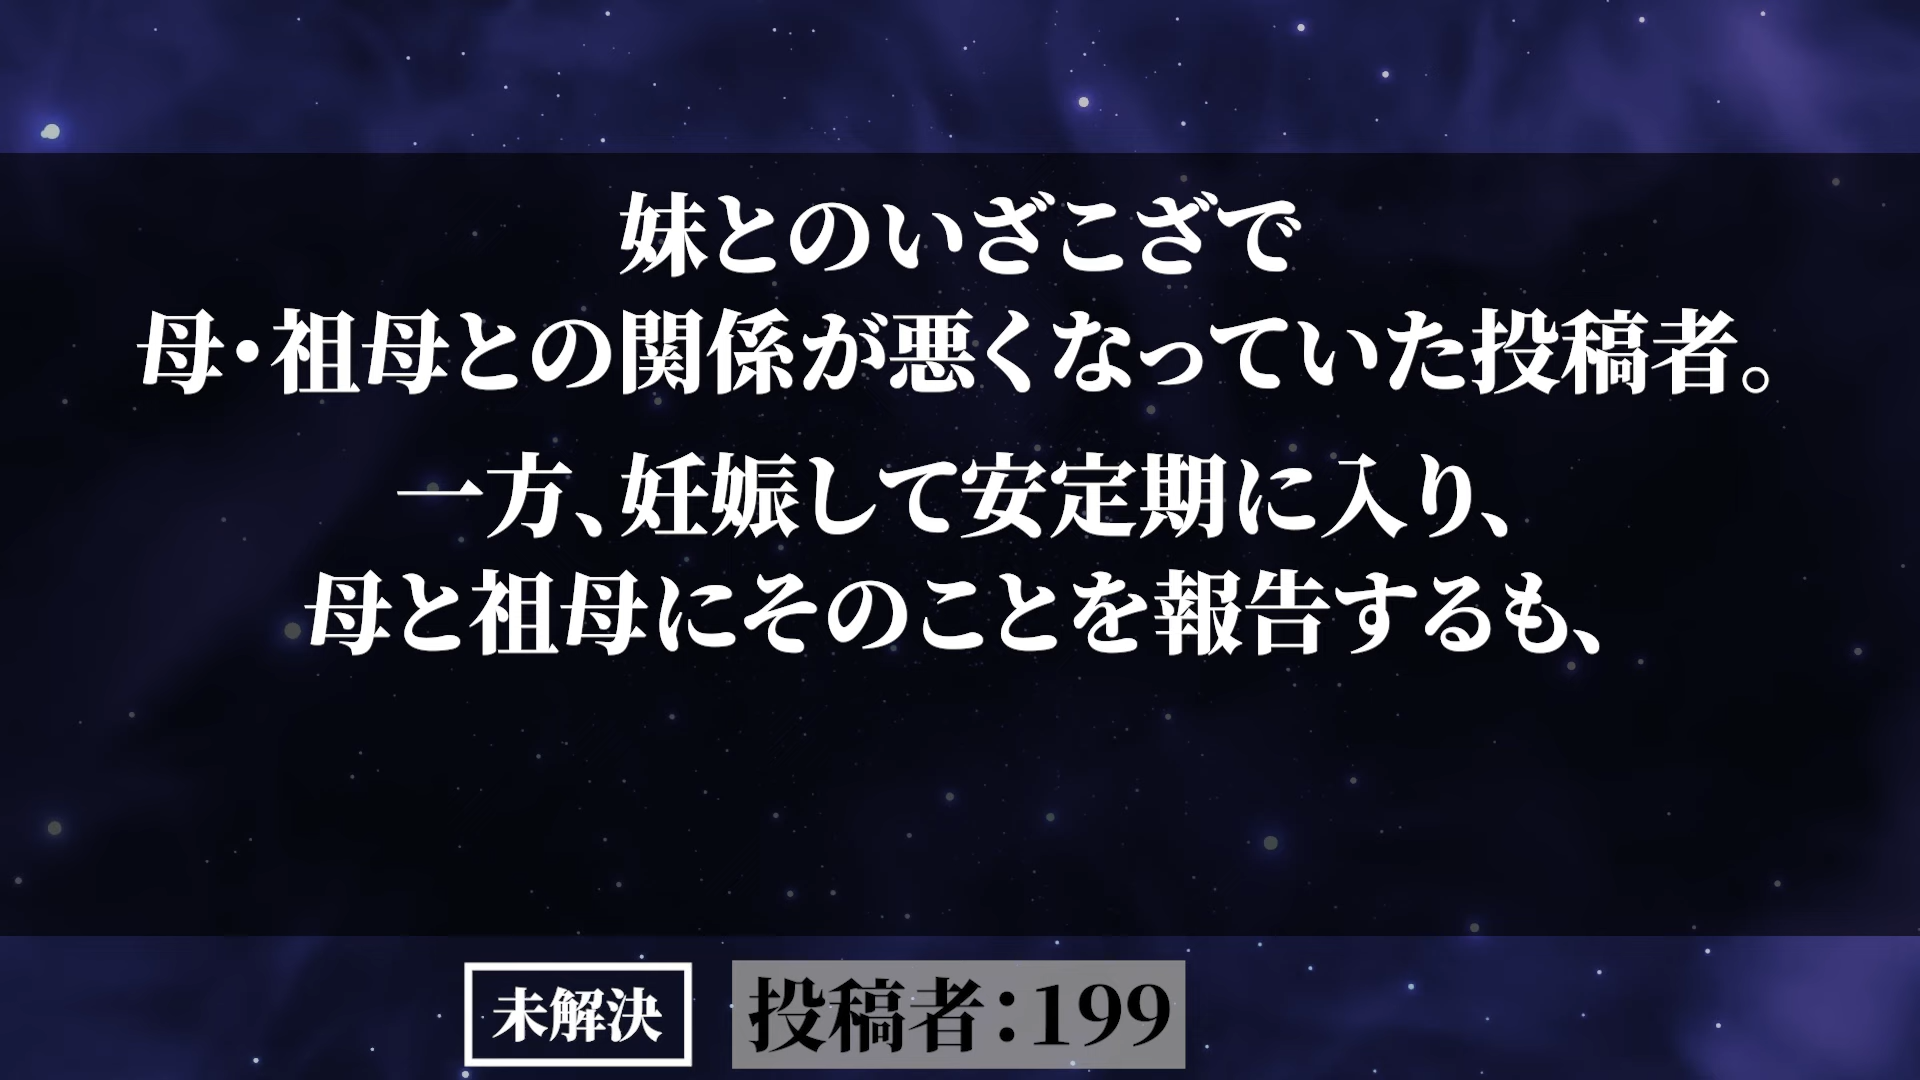 妹とのいざこざで
母・祖母との関係が悪くなっていた投稿者。
一方、妊娠して安定期に入り、
母と祖母にそのことを報告するも、
未解決
投稿者：199